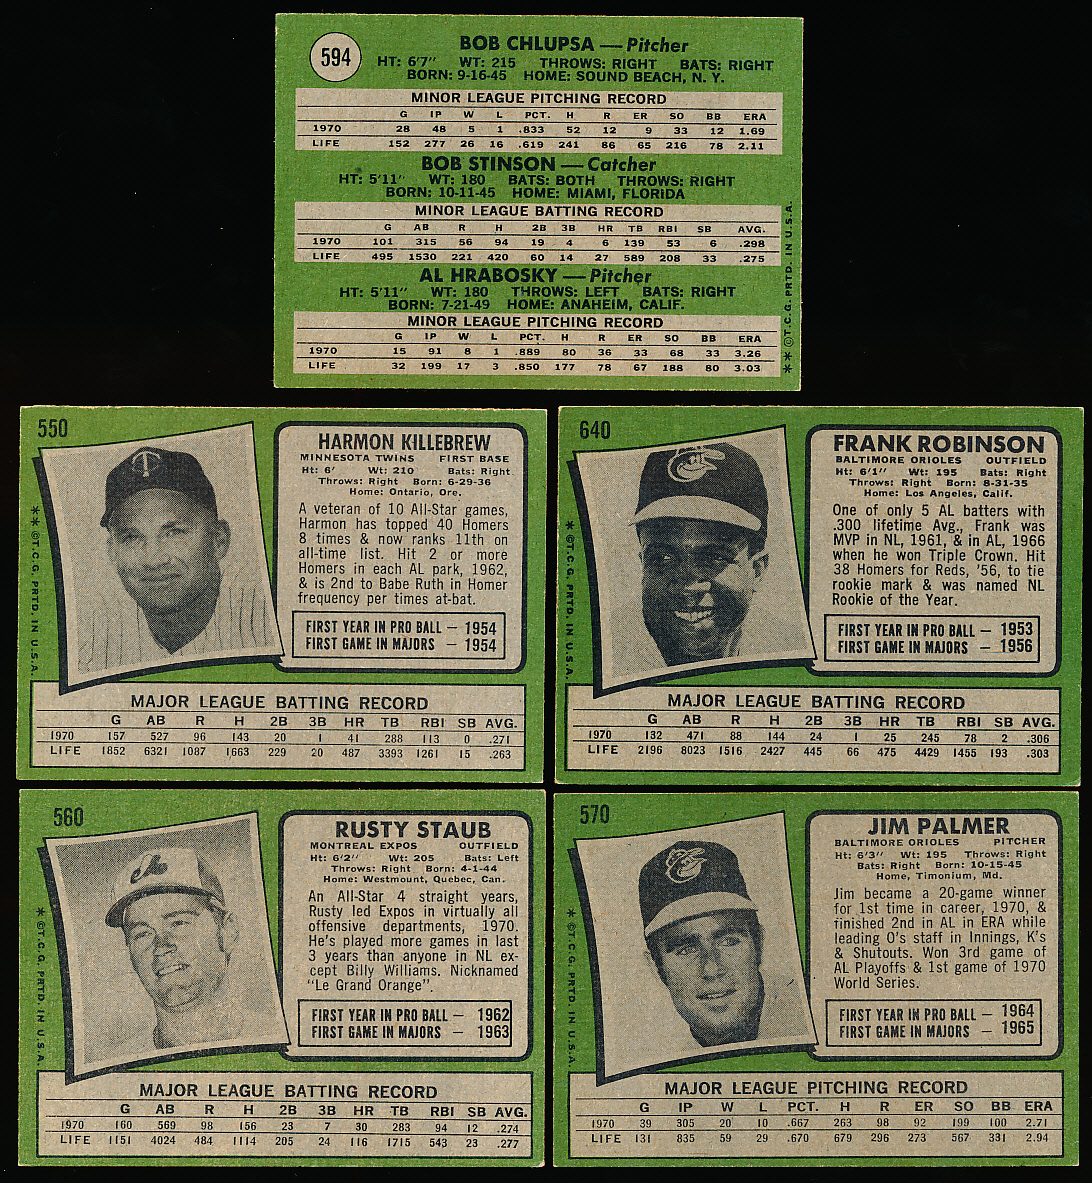 594
BOB CHLUPSA — Pitcher
HT: 6'7" WT: 215 THROWS: RIGHT BATS: RIGHT
BORN: 9-16-45 HOME: SOUND BEACH, N. Y.
MINOR LEAGUE PITCHING RECORD
G IP W L PCT. H R ER SO BB ERA
1970 28 48 5 1 .833 52 12 9 33 12 1.69
LIFE 152 277 26 16 .619 241 86 65 216 78 2.11
BOB STINSON — Catcher
HT: 5'11" WT: 180 BATS: BOTH THROWS: RIGHT
BORN: 10-11-45 HOME: MIAMI, FLORIDA
MINOR LEAGUE BATTING RECORD
G AB R H 2B 3B HR TB RBI SB AVG.
1970 101 315 56 94 19 4 6 139 53 6 .298
LIFE 495 1530 221 420 60 14 27 589 208 33 .275
AL HRABOSKY — Pitcher
HT: 5'11" WT: 180 THROWS: LEFT BATS: RIGHT
BORN: 7-21-49 HOME: ANAHEIM, CALIF.
MINOR LEAGUE PITCHING RECORD
G IP W L PCT. H R ER SO BB ERA
1970 15 91 8 1 .889 80 36 33 68 33 3.26
LIFE 32 199 17 3 .850 177 78 67 188 80 3.03
** ©T.C.G. PRTD. IN U.S.A.
550
HARMON KILLEBREW
MINNESOTA TWINS FIRST BASE
Ht: 6' Wt: 210 Bats: Right
Throws: Right Born: 6-29-36
Home: Ontario, Ore.
A veteran of 10 All-Star games,
Harmon has topped 40 Homers
8 times & now ranks 11th on
all-time list. Hit 2 or more
Homers in each AL park, 1962,
& is 2nd to Babe Ruth in Homer
frequency per times at-bat.
FIRST YEAR IN PRO BALL — 1954
FIRST GAME IN MAJORS — 1954
** ©T.C.G. PRTD. IN U.S.A.
MAJOR LEAGUE BATTING RECORD
G AB R H 2B 3B HR TB RBI SB AVG.
1970 157 527 96 143 20 1 41 288 113 0 .271
LIFE 1852 6321 1087 1663 229 20 487 3393 1261 15 .263
640
FRANK ROBINSON
BALTIMORE ORIOLES OUTFIELD
Ht: 6'1" Wt: 195 Bats: Right
Throws: Right Born: 8-31-35
Home: Los Angeles, Calif.
One of only 5 AL batters with
.300 lifetime Avg., Frank was
MVP in NL, 1961, & in AL, 1966
when he won Triple Crown. Hit
38 Homers for Reds, '56, to tie
rookie mark & was named NL
Rookie of the Year.
FIRST YEAR IN PRO BALL — 1953
FIRST GAME IN MAJORS — 1956
* ©T.C.G. PRTD. IN U.S.A.
MAJOR LEAGUE BATTING RECORD
G AB R H 2B 3B HR TB RBI SB AVG.
1970 132 471 88 144 24 1 25 245 78 2 .306
LIFE 2196 8023 1516 2427 445 66 475 4429 1455 193 .303
560
RUSTY STAUB
MONTREAL EXPOS OUTFIELD
Ht: 6'2" Wt: 205 Bats: Left
Throws: Right Born: 4-1-44
Home: Westmount, Quebec, Can.
An All-Star 4 straight years,
Rusty led Expos in virtually all
offensive departments, 1970.
He's played more games in last
3 years than anyone in NL ex-
cept Billy Williams. Nicknamed
"Le Grand Orange".
FIRST YEAR IN PRO BALL — 1962
FIRST GAME IN MAJORS — 1963
* ©T.C.G. PRTD. IN U.S.A.
MAJOR LEAGUE BATTING RECORD
G AB R H 2B 3B HR TB RBI SB AVG.
1970 160 569 98 156 23 7 30 283 94 12 .274
LIFE 1151 4024 484 1114 205 24 116 1715 543 23 .277
570
JIM PALMER
BALTIMORE ORIOLES PITCHER
Ht: 6'3" Wt: 195 Throws: Right
Bats: Right Born: 10-15-45
Home, Timonium, Md.
Jim became a 20-game winner
for 1st time in career, 1970, &
finished 2nd in AL in ERA while
leading O's staff in Innings, K's
& Shutouts. Won 3rd game of
AL Playoffs & 1st game of 1970
World Series.
FIRST YEAR IN PRO BALL — 1964
FIRST GAME IN MAJORS — 1965
* ©T.C.G. PRTD. IN U.S.A.
MAJOR LEAGUE PITCHING RECORD
G IP W L PCT. H R ER SO BB ERA
1970 39 305 20 10 .667 263 98 92 199 100 2.71
LIFE 131 835 59 29 .670 679 296 273 567 331 2.94